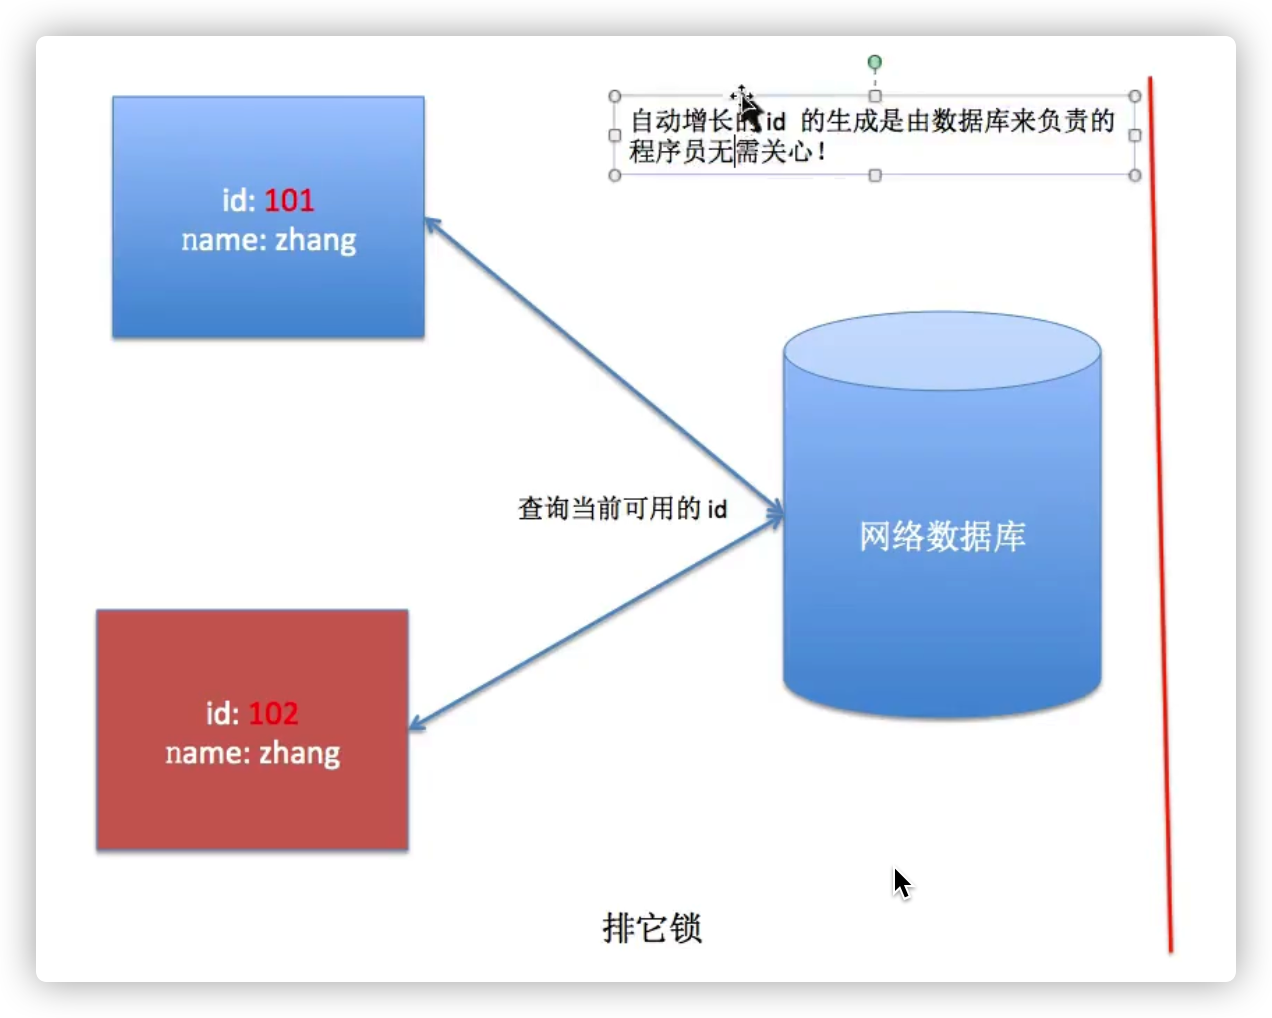 自动增长的 id 的生成是由数据库来负责的
程序员无需关心！
id: 101
name: zhang
查询当前可用的 id
网络数据库
id: 102
name: zhang
排它锁